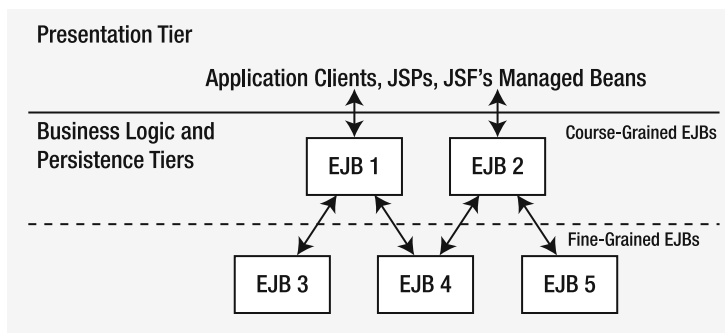 Presentation Tier
Application Clients, JSPs, JSF's Managed Beans
Business Logic and
Persistence Tiers
Course-Grained EJBs
EJB 1
EJB 2
Fine-Grained EJBs
EJB 3
EJB 4
EJB 5